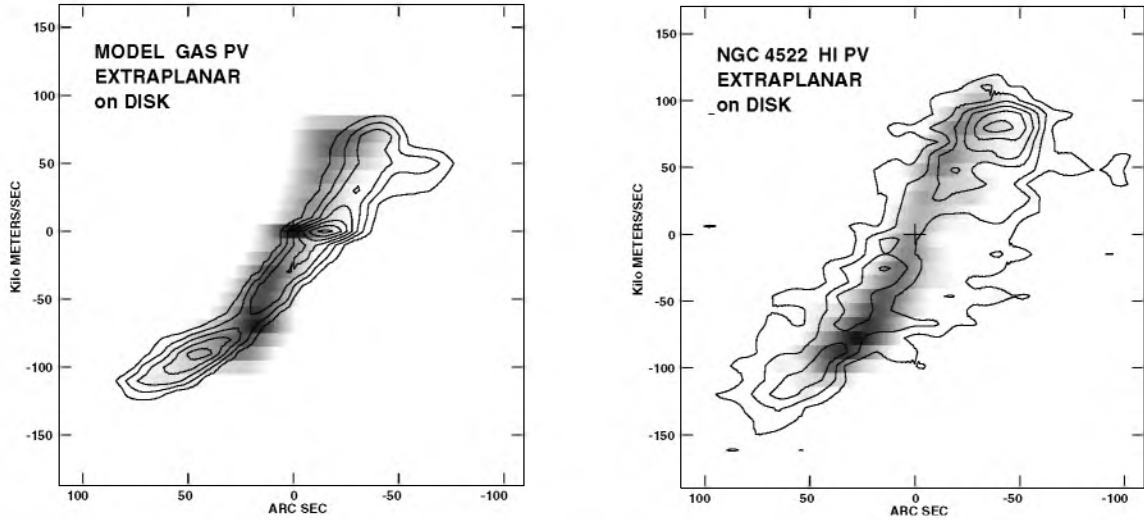 MODEL GAS PV
EXTRAPLANAR
on DISK
150
100
50
0
-50
-100
-150
Kilo METERS/SEC
100
50
0
-50
-100
ARC SEC
NGC 4522 HI PV
EXTRAPLANAR
on DISK
150
100
50
0
-50
-100
-150
Kilo METERS/SEC
100
50
0
-50
-100
ARC SEC